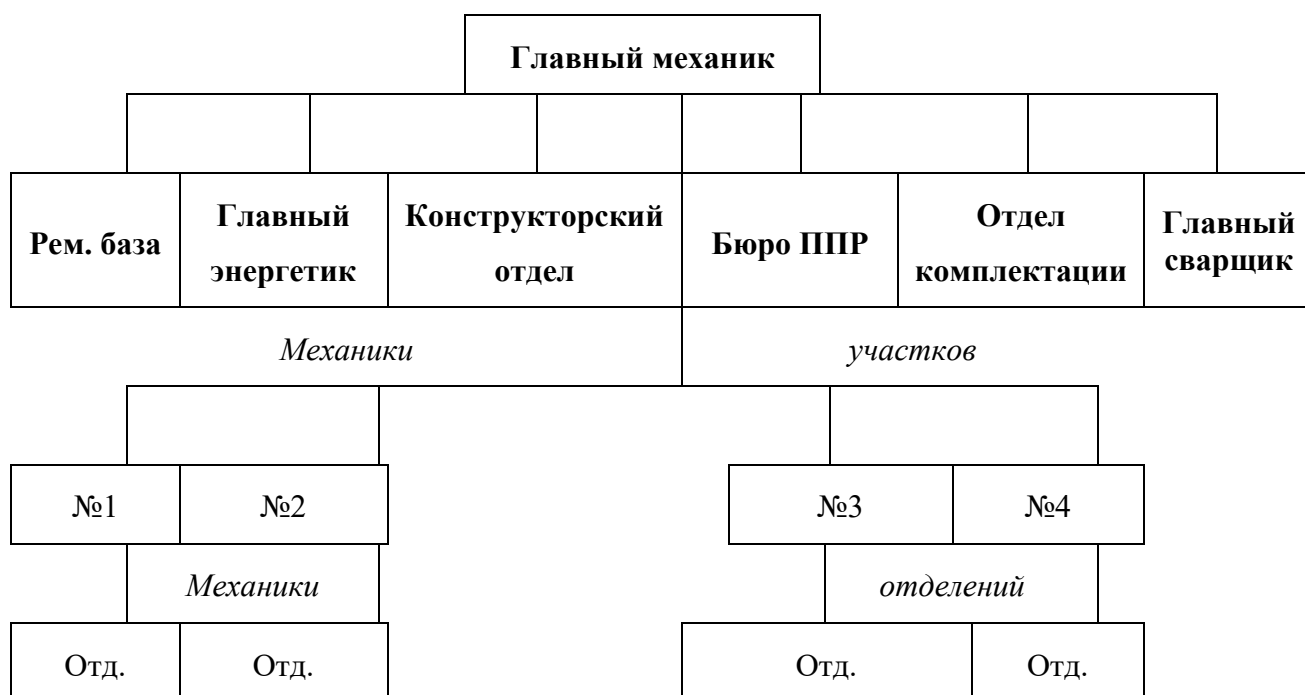 Главный механик
Рем. база
Главный
энергетик
Конструкторский
отдел
Бюро ППР
Отдел
комплектации
Главный
сварщик
Механики участков
№1 №2 №3 №4
Механики отделений
Отд. Отд. Отд. Отд.